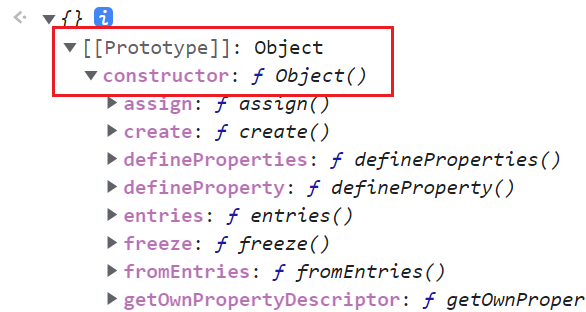 {} i
[[Prototype]]: Object
constructor: ƒ Object()
assign: ƒ assign()
create: ƒ create()
defineProperties: ƒ defineProperties()
defineProperty: ƒ defineProperty()
entries: ƒ entries()
freeze: ƒ freeze()
fromEntries: ƒ fromEntries()
getOwnPropertyDescriptor: ƒ getOwnProper